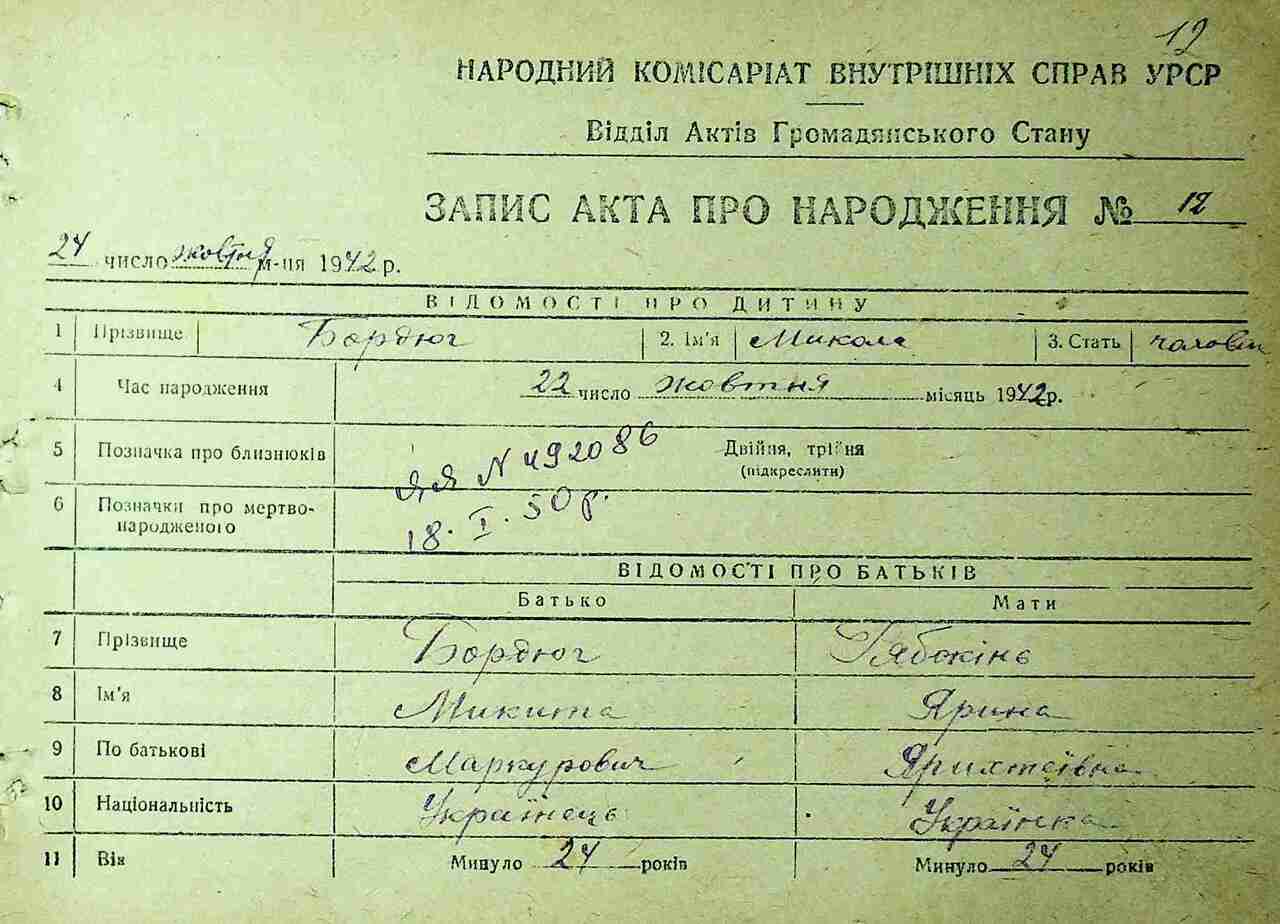 12
НАРОДНИЙ КОМІСАРІАТ ВНУТРІШНІХ СПРАВ УРСР
Відділ Актів Громадянського Стану
ЗАПИС АКТА ПРО НАРОДЖЕННЯ № 12
24 число жовтня м-ця 1942 р.
ВІДОМОСТІ ПРО ДИТИНУ
1 Прізвище Бордюг 2. Ім'я Микола 3. Стать чоловіч
4 Час народження 22 число жовтня місяць 1942 р.
5 Позначка про близнюків ЯЯ N 492086 Двійня, трійня
(підкреслити)
6 Позначки про мертво-
народженого 18. I. 50 р.
ВІДОМОСТІ ПРО БАТЬКІВ
Батько Мати
7 Прізвище Бордюг Рябокінь
8 Ім'я Микита Ярина
9 По батькові Маркурович
10 Національність Українець Українка
11 Вік Минуло 24 років Минуло 24 років